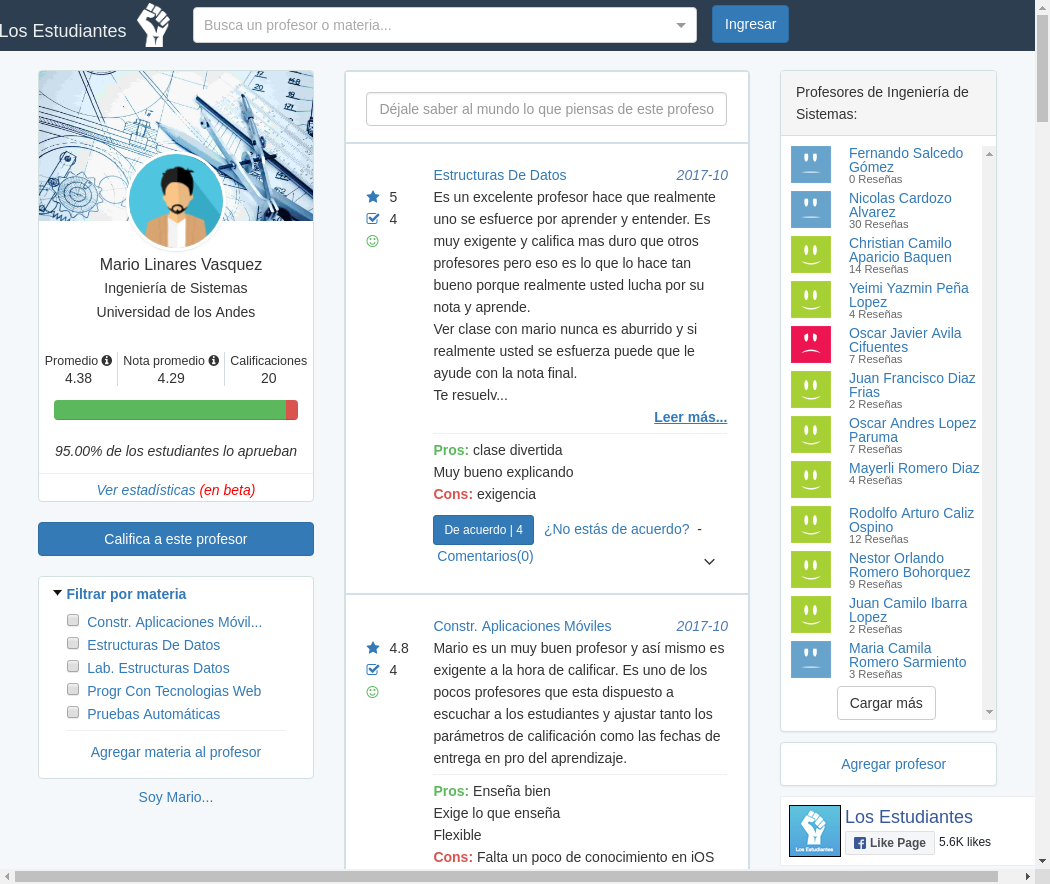 Los Estudiantes
Busca un profesor o materia...
Ingresar
Mario Linares Vasquez
Ingeniería de Sistemas
Universidad de los Andes
Promedio
4.38
Nota promedio
4.29
Calificaciones
20
95.00% de los estudiantes lo aprueban
Ver estadísticas (en beta)
Califica a este profesor
Filtrar por materia
Constr. Aplicaciones Móvil...
Estructuras De Datos
Lab. Estructuras Datos
Progr Con Tecnologias Web
Pruebas Automáticas
Agregar materia al profesor
Soy Mario...
Déjale saber al mundo lo que piensas de este profeso
Estructuras De Datos 2017-10
5
4
Es un excelente profesor hace que realmente
uno se esfuerce por aprender y entender. Es
muy exigente y califica mas duro que otros
profesores pero eso es lo que lo hace tan
bueno porque realmente usted lucha por su
nota y aprende.
Ver clase con mario nunca es aburrido y si
realmente usted se esfuerza puede que le
ayude con la nota final.
Te resuelv...
Leer más...
Pros: clase divertida
Muy bueno explicando
Cons: exigencia
De acuerdo | 4 ¿No estás de acuerdo? -
Comentarios(0)
Constr. Aplicaciones Móviles 2017-10
4.8
4
Mario es un muy buen profesor y así mismo es
exigente a la hora de calificar. Es uno de los
pocos profesores que esta dispuesto a
escuchar a los estudiantes y ajustar tanto los
parámetros de calificación como las fechas de
entrega en pro del aprendizaje.
Pros: Enseña bien
Exige lo que enseña
Flexible
Cons: Falta un poco de conocimiento en iOS
Profesores de Ingeniería de
Sistemas:
Fernando Salcedo
Gómez
0 Reseñas
Nicolas Cardozo
Alvarez
30 Reseñas
Christian Camilo
Aparicio Baquen
14 Reseñas
Yeimi Yazmin Peña
Lopez
4 Reseñas
Oscar Javier Avila
Cifuentes
7 Reseñas
Juan Francisco Diaz
Frias
2 Reseñas
Oscar Andres Lopez
Paruma
7 Reseñas
Mayerli Romero Diaz
4 Reseñas
Rodolfo Arturo Caliz
Ospino
12 Reseñas
Nestor Orlando
Romero Bohorquez
9 Reseñas
Juan Camilo Ibarra
Lopez
2 Reseñas
Maria Camila
Romero Sarmiento
3 Reseñas
Cargar más
Agregar profesor
Los Estudiantes
Los Estudiantes
Like Page 5.6K likes